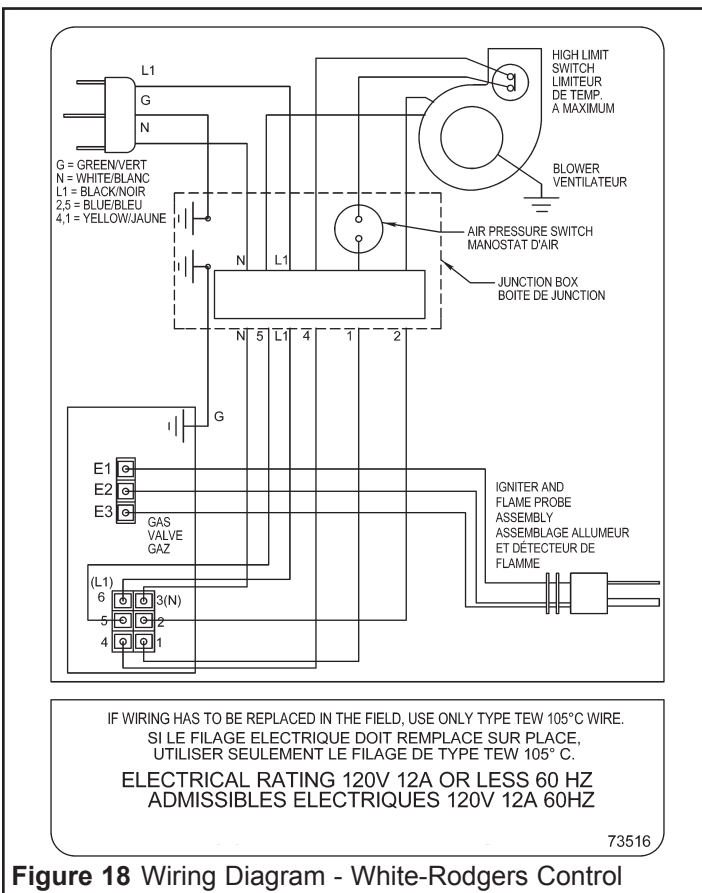 L1
G
N
G = GREEN/VERT
N = WHITE/BLANC
L1 = BLACK/NOIR
2,5 = BLUE/BLEU
4,1 = YELLOW/JAUNE
HIGH LIMIT
SWITCH
LIMITEUR
DE TEMP.
A MAXIMUM
BLOWER
VENTILATEUR
AIR PRESSURE SWITCH
MANOSTAT D'AIR
JUNCTION BOX
BOITE DE JUNCTION
N L1
N 5 L1 4 1 2
G
E1
E2
E3
GAS
VALVE
GAZ
IGNITER AND
FLAME PROBE
ASSEMBLY
ASSEMBLAGE ALLUMEUR
ET DÉTECTEUR DE
FLAMME
(L1)
6 3(N)
5 2
4 1
IF WIRING HAS TO BE REPLACED IN THE FIELD, USE ONLY TYPE TEW 105°C WIRE.
SI LE FILAGE ELECTRIQUE DOIT REMPLACE SUR PLACE,
UTILISER SEULEMENT LE FILAGE DE TYPE TEW 105° C.
ELECTRICAL RATING 120V 12A OR LESS 60 HZ
ADMISSIBLES ELECTRIQUES 120V 12A 60HZ
73516
Figure 18 Wiring Diagram - White-Rodgers Control